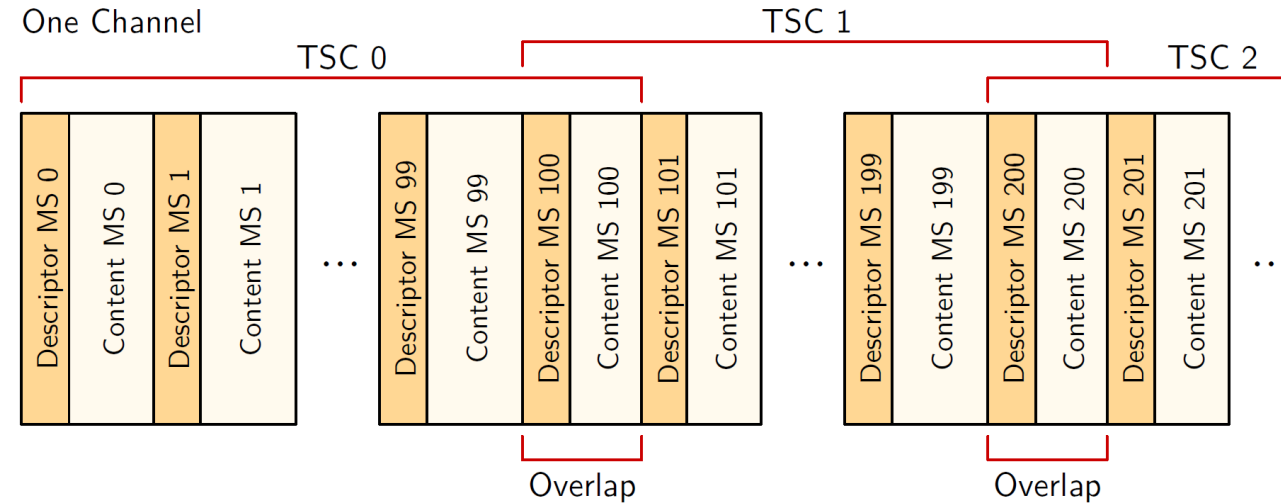 One Channel
TSC 0
TSC 1
TSC 2
Descriptor MS 0
Content MS 0
Descriptor MS 1
Content MS 1
...
Descriptor MS 99
Content MS 99
Descriptor MS 100
Content MS 100
Descriptor MS 101
Content MS 101
...
Descriptor MS 199
Content MS 199
Descriptor MS 200
Content MS 200
Descriptor MS 201
Content MS 201
..
Overlap
Overlap